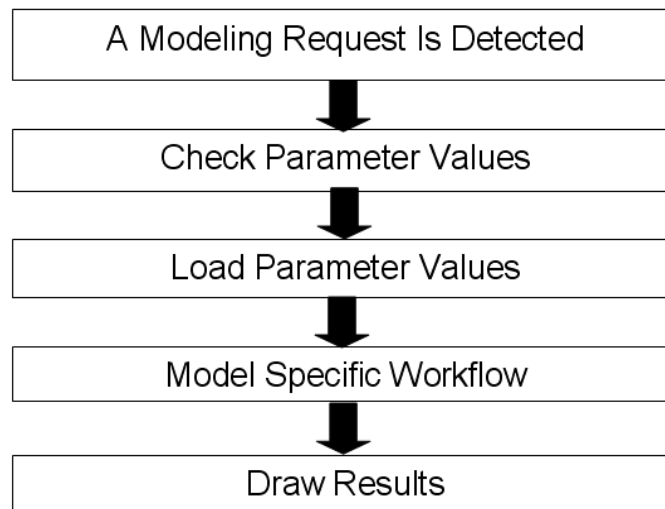 A Modeling Request Is Detected
Check Parameter Values
Load Parameter Values
Model Specific Workflow
Draw Results